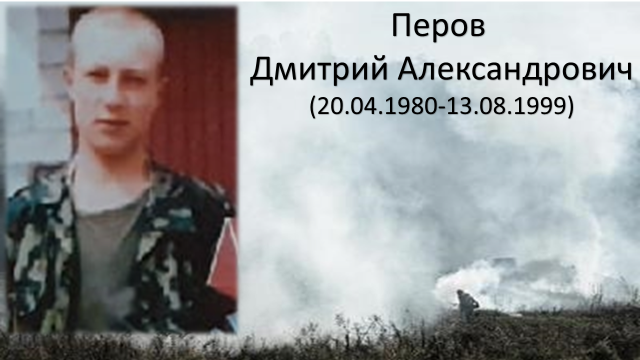 Перов
Дмитрий Александрович
(20.04.1980-13.08.1999)